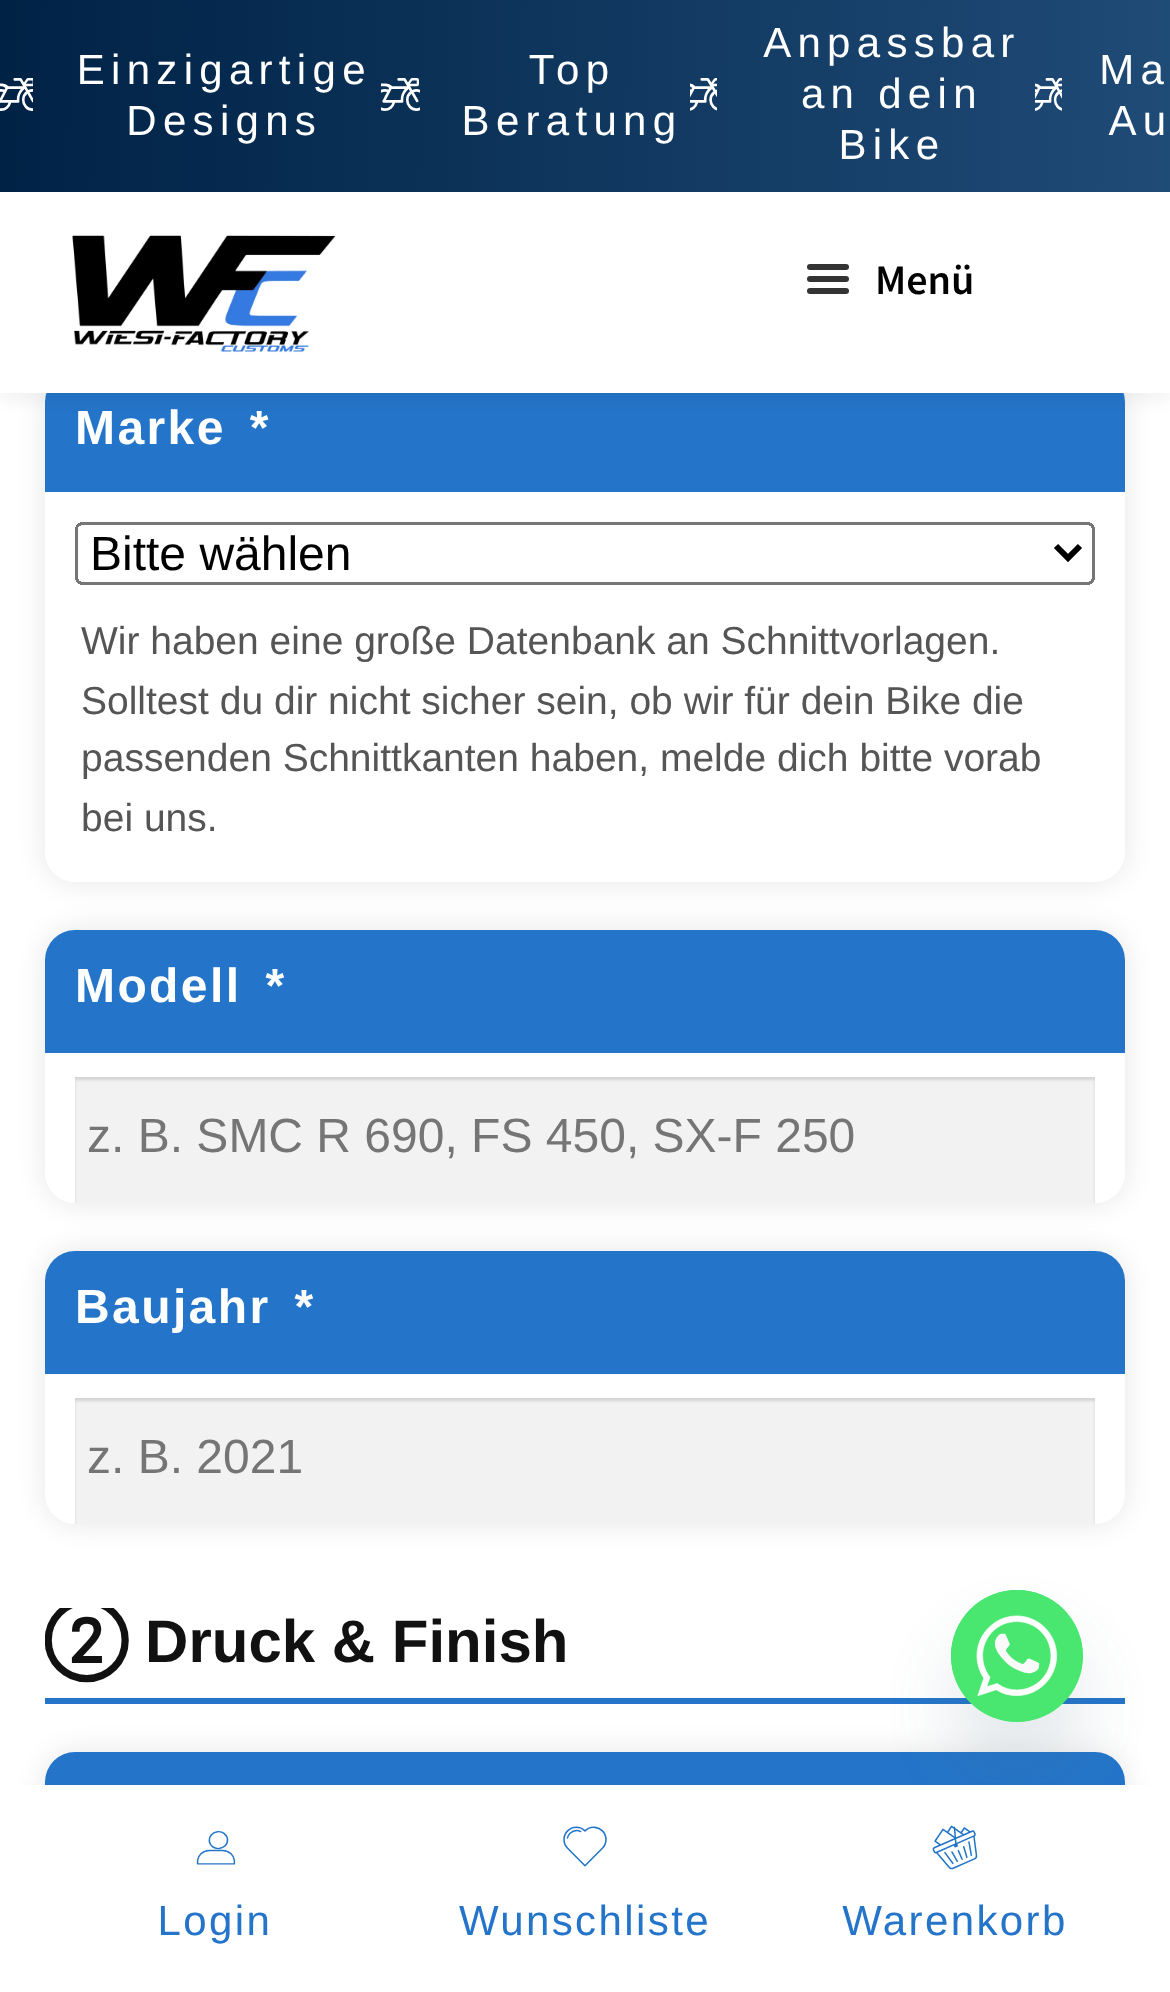 Einzigartige
Designs
Top
Beratung
Anpassbar
an dein
Bike
Ma
Au
WFC
WIESI-FACTORY
CUSTOMS
Menü
Marke *
Bitte wählen
Wir haben eine große Datenbank an Schnittvorlagen.
Solltest du dir nicht sicher sein, ob wir für dein Bike die
passenden Schnittkanten haben, melde dich bitte vorab
bei uns.
Modell *
z. B. SMC R 690, FS 450, SX-F 250
Baujahr *
z. B. 2021
2 Druck & Finish
Login
Wunschliste
Warenkorb